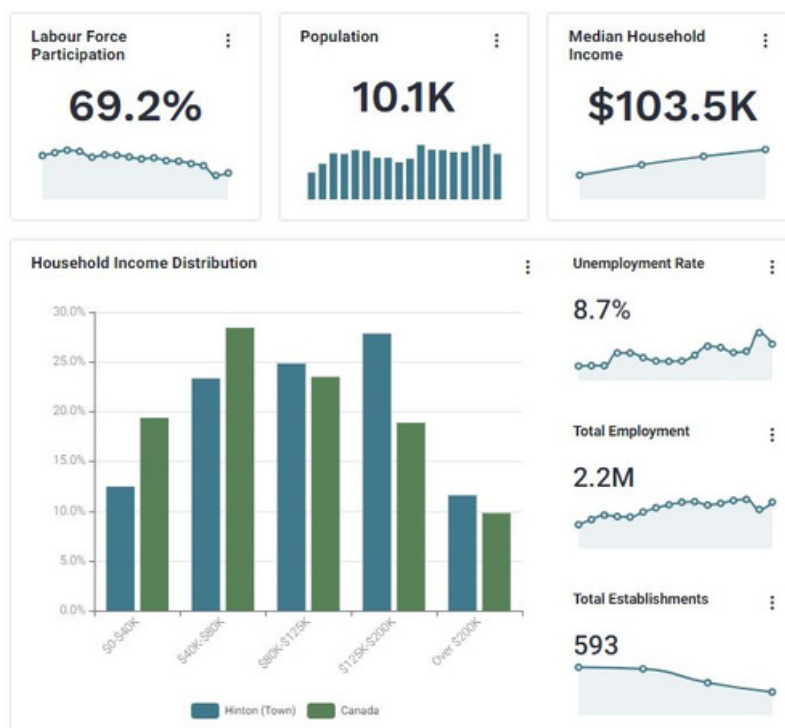 Labour Force
Participation
69.2%
Population
10.1K
Median Household
Income
$103.5K
Household Income Distribution
30.0%
25.0%
20.0%
15.0%
10.0%
5.0%
0.0%
$0-$40K
$40K-$80K
$80K-$125K
$125K-$200K
Over $200K
Hinton (Town)
Canada
Unemployment Rate
8.7%
Total Employment
2.2M
Total Establishments
593